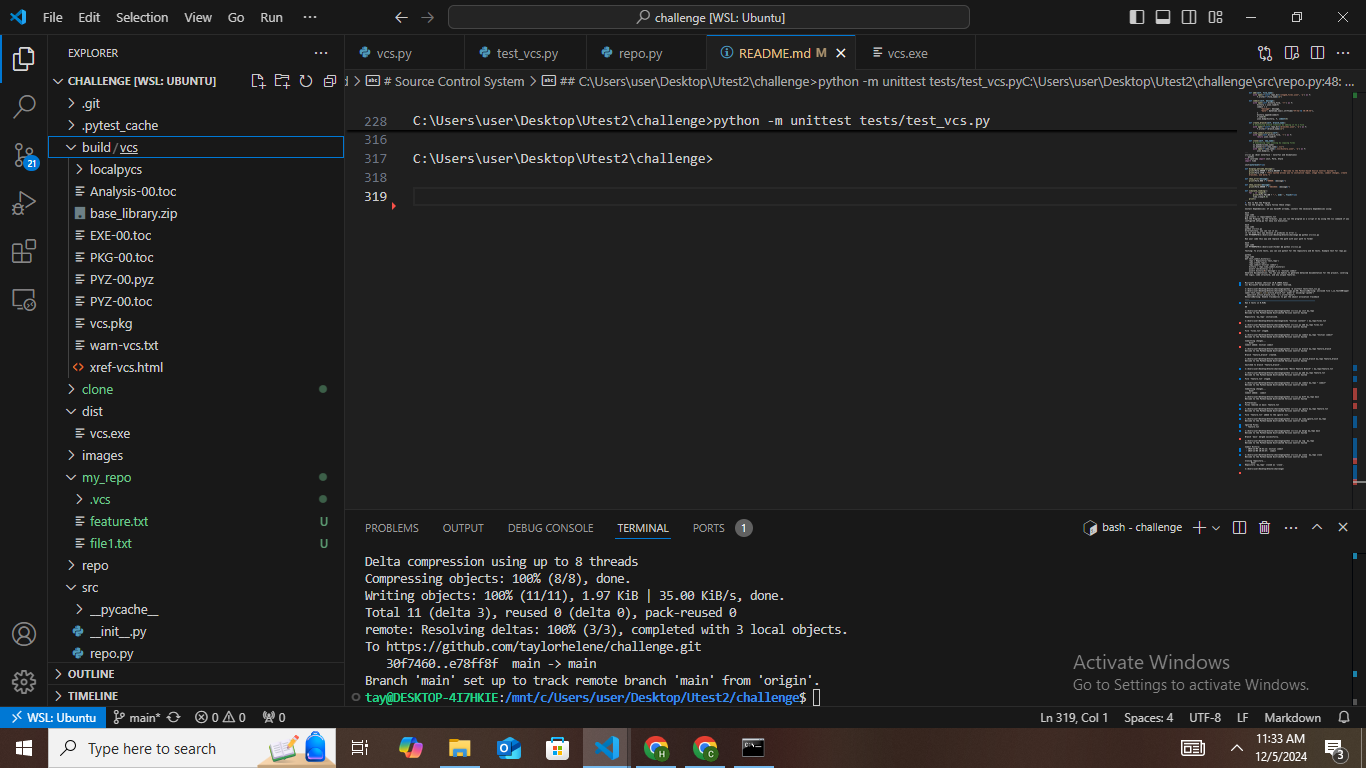 File Edit Selection View Go Run ··· challenge [WSL: Ubuntu]
EXPLORER
CHALLENGE [WSL: UBUNTU]
.git
.pytest_cache
build / vcs
localpycs
Analysis-00.toc
base_library.zip
EXE-00.toc
PKG-00.toc
PYZ-00.pyz
PYZ-00.toc
vcs.pkg
warn-vcs.txt
xref-vcs.html
clone
dist
vcs.exe
images
my_repo
.vcs
feature.txt U
file1.txt U
repo
src
__pycache__
__init__.py
repo.py
OUTLINE
TIMELINE
21
vcs.py test_vcs.py repo.py README.md M vcs.exe
d > # Source Control System > ## C:\Users\user\Desktop\Utest2\challenge>python -m unittest tests/test_vcs.pyC:\Users\user\Desktop\Utest2\challenge\src\repo.py:48: ...
228 C:\Users\user\Desktop\Utest2\challenge>python -m unittest tests/test_vcs.py
316
317 C:\Users\user\Desktop\Utest2\challenge>
318
319
PROBLEMS OUTPUT DEBUG CONSOLE TERMINAL PORTS 1 bash - challenge
Delta compression using up to 8 threads
Compressing objects: 100% (8/8), done.
Writing objects: 100% (11/11), 1.97 KiB | 35.00 KiB/s, done.
Total 11 (delta 3), reused 0 (delta 0), pack-reused 0
remote: Resolving deltas: 100% (3/3), completed with 3 local objects.
To https://github.com/taylorhelene/challenge.git
30f7460..e78ff8f main -> main
Branch 'main' set up to track remote branch 'main' from 'origin'.
tay@DESKTOP-4I7HKIE:/mnt/c/Users/user/Desktop/Utest2/challenge$
Activate Windows
Go to Settings to activate Windows.
WSL: Ubuntu main* 0 0 0 Ln 319, Col 1 Spaces: 4 UTF-8 LF Markdown
Type here to search
11:33 AM
12/5/2024
3